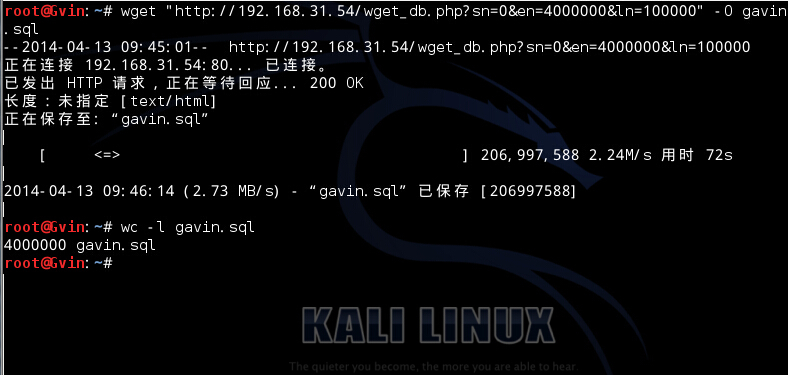 root@Gvin:~# wget "http://192.168.31.54/wget_db.php?sn=0&en=4000000&ln=100000" -O gavin
.sql
--2014-04-13 09:45:01--  http://192.168.31.54/wget_db.php?sn=0&en=4000000&ln=100000
正在连接 192.168.31.54:80... 已连接。
已发出 HTTP 请求，正在等待回应... 200 OK
长度：未指定 [text/html]
正在保存至: “gavin.sql”
[      <=>                                        ] 206,997,588 2.24M/s 用时 72s
2014-04-13 09:46:14 (2.73 MB/s) - “gavin.sql” 已保存 [206997588]
root@Gvin:~# wc -l gavin.sql
4000000 gavin.sql
root@Gvin:~#
KALI LINUX
The quieter you become, the more you are able to hear